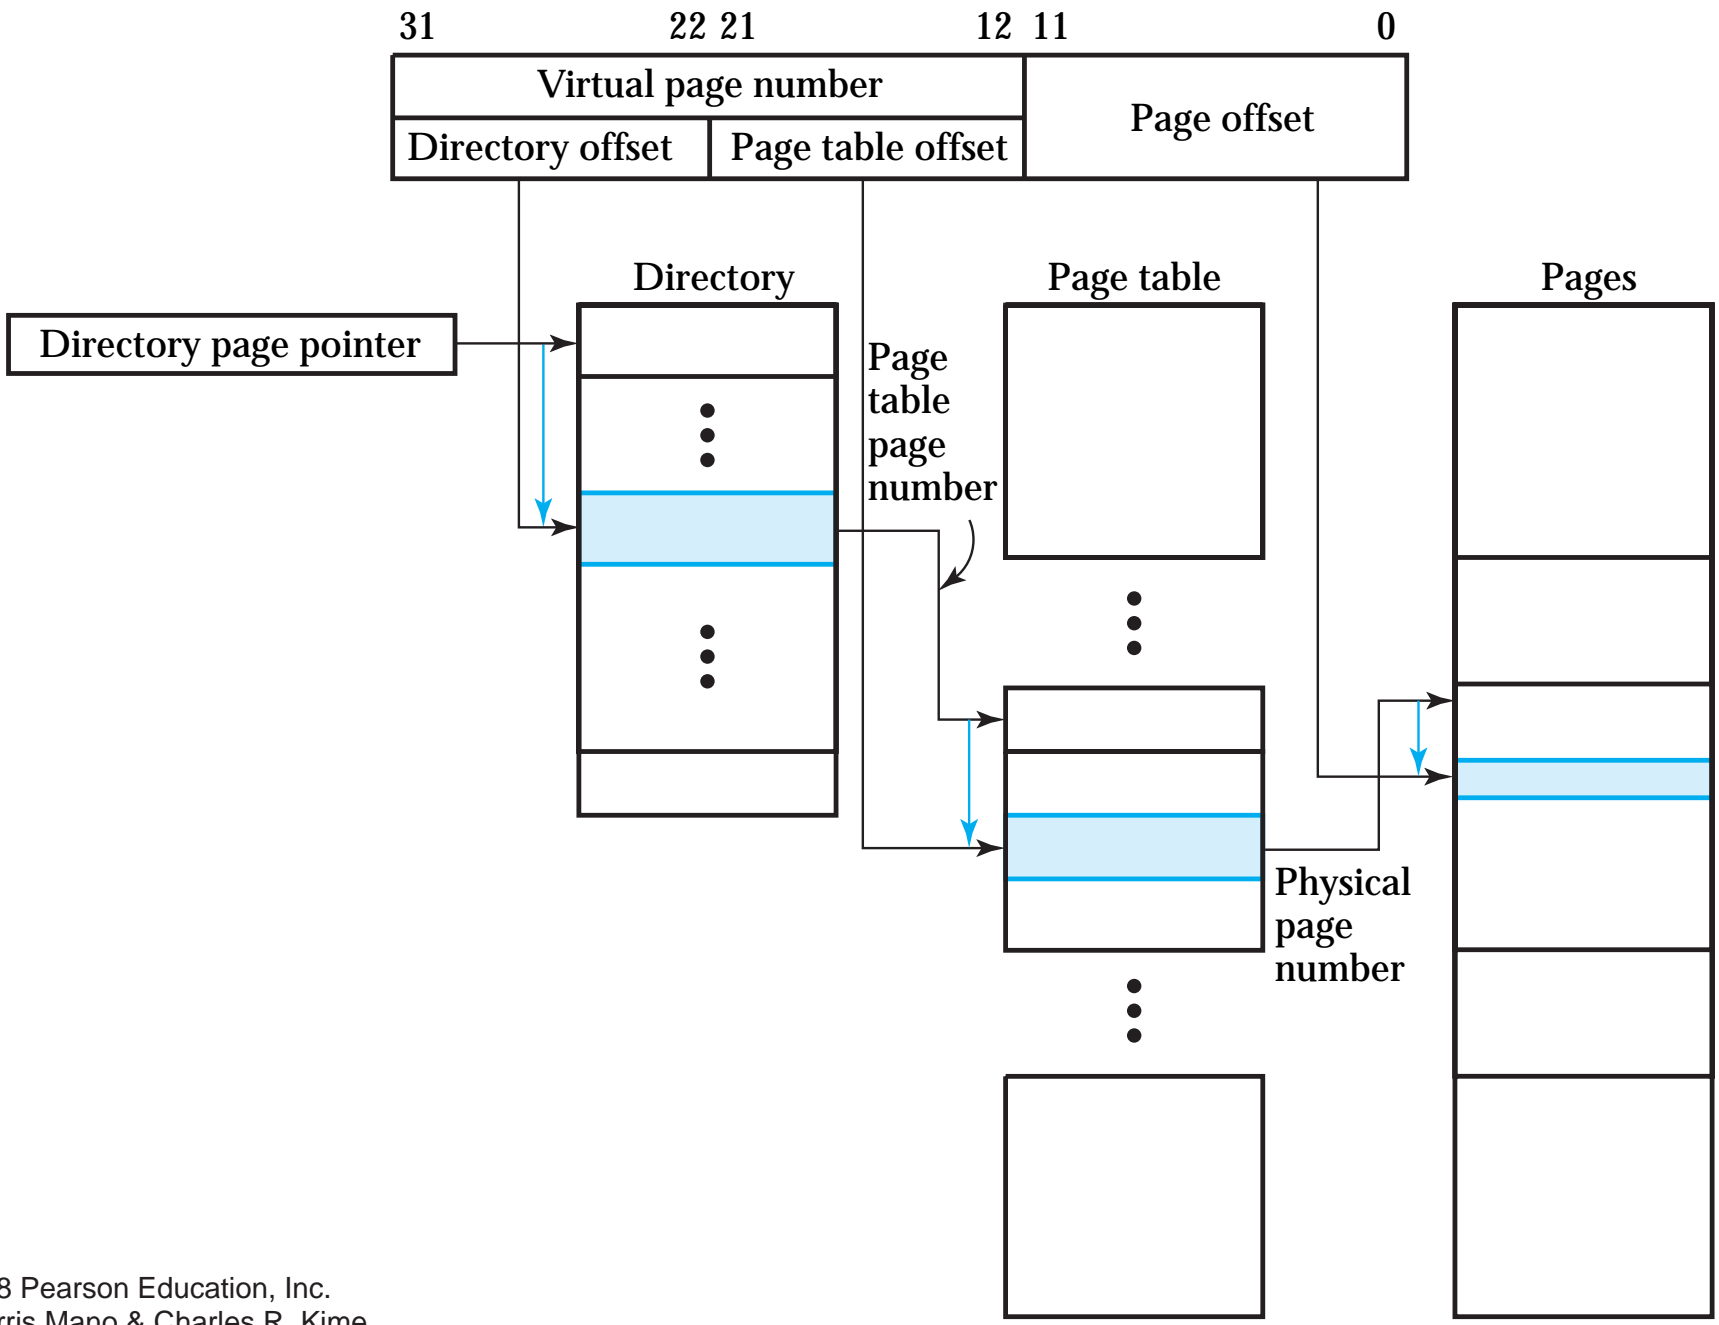 31 22 21 12 11 0
Virtual page number
Page offset
Directory offset Page table offset
Directory Page table Pages
Directory page pointer
Page
table
page
number
Physical
page
number
8 Pearson Education, Inc.
rris Mano & Charles R. Kime